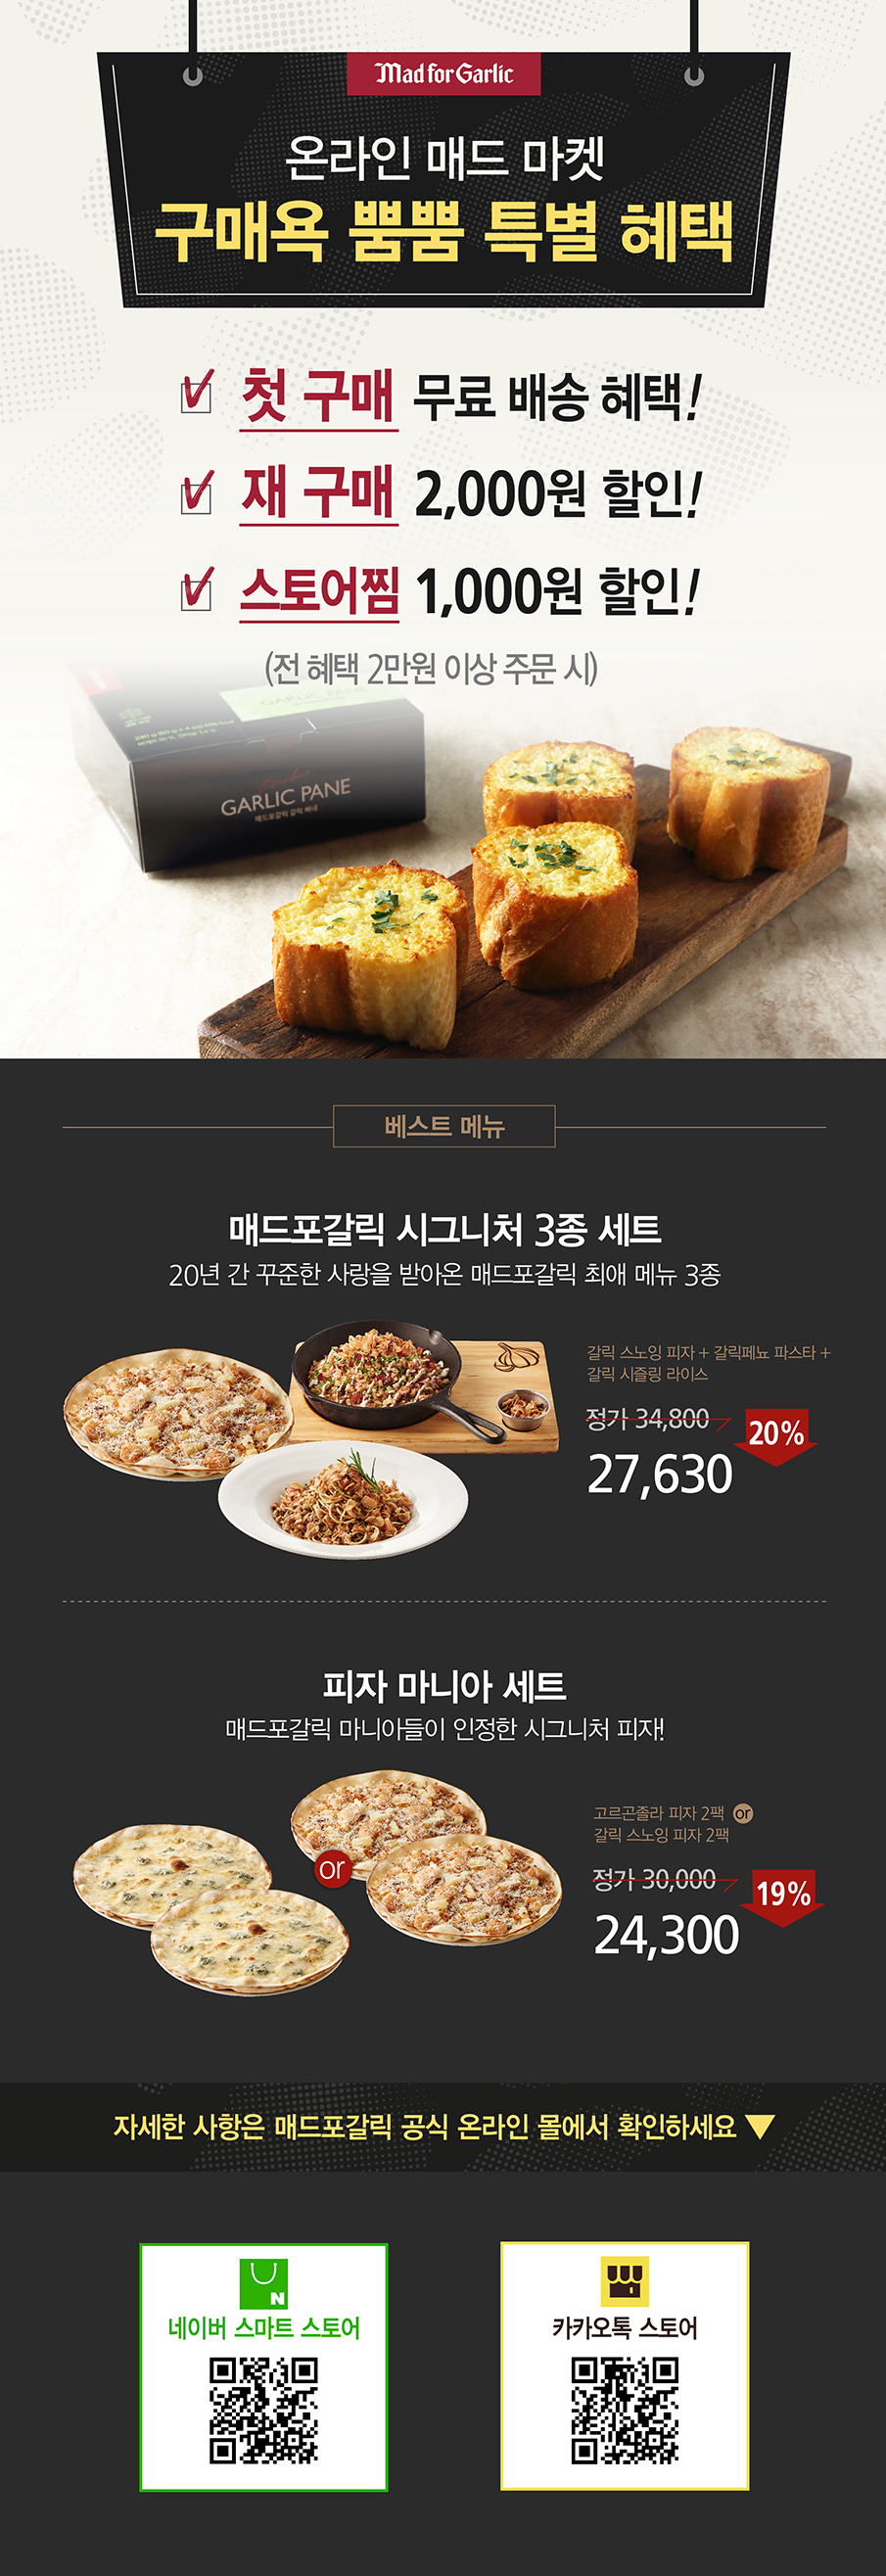 Mad for Garlic
온라인 매드 마켓
구매욕 뿜뿜 특별 혜택
첫 구매 무료 배송 혜택!
재 구매 2,000원 할인!
스토어찜 1,000원 할인!
(전 혜택 2만원 이상 주문 시)
GARLIC PANE
GARLIC PANE
매드포갈릭 갈릭 빠네
베스트 메뉴
매드포갈릭 시그니처 3종 세트
20년 간 꾸준한 사랑을 받아온 매드포갈릭 최애 메뉴 3종
갈릭 스노잉 피자 + 갈릭페뇨 파스타 +
갈릭 시즐링 라이스
정가 34,800
20%
27,630
피자 마니아 세트
매드포갈릭 마니아들이 인정한 시그니처 피자!
or
고르곤졸라 피자 2팩 or
갈릭 스노잉 피자 2팩
정가 30,000
19%
24,300
자세한 사항은 매드포갈릭 공식 온라인 몰에서 확인하세요 ▼
N
네이버 스마트 스토어
카카오톡 스토어